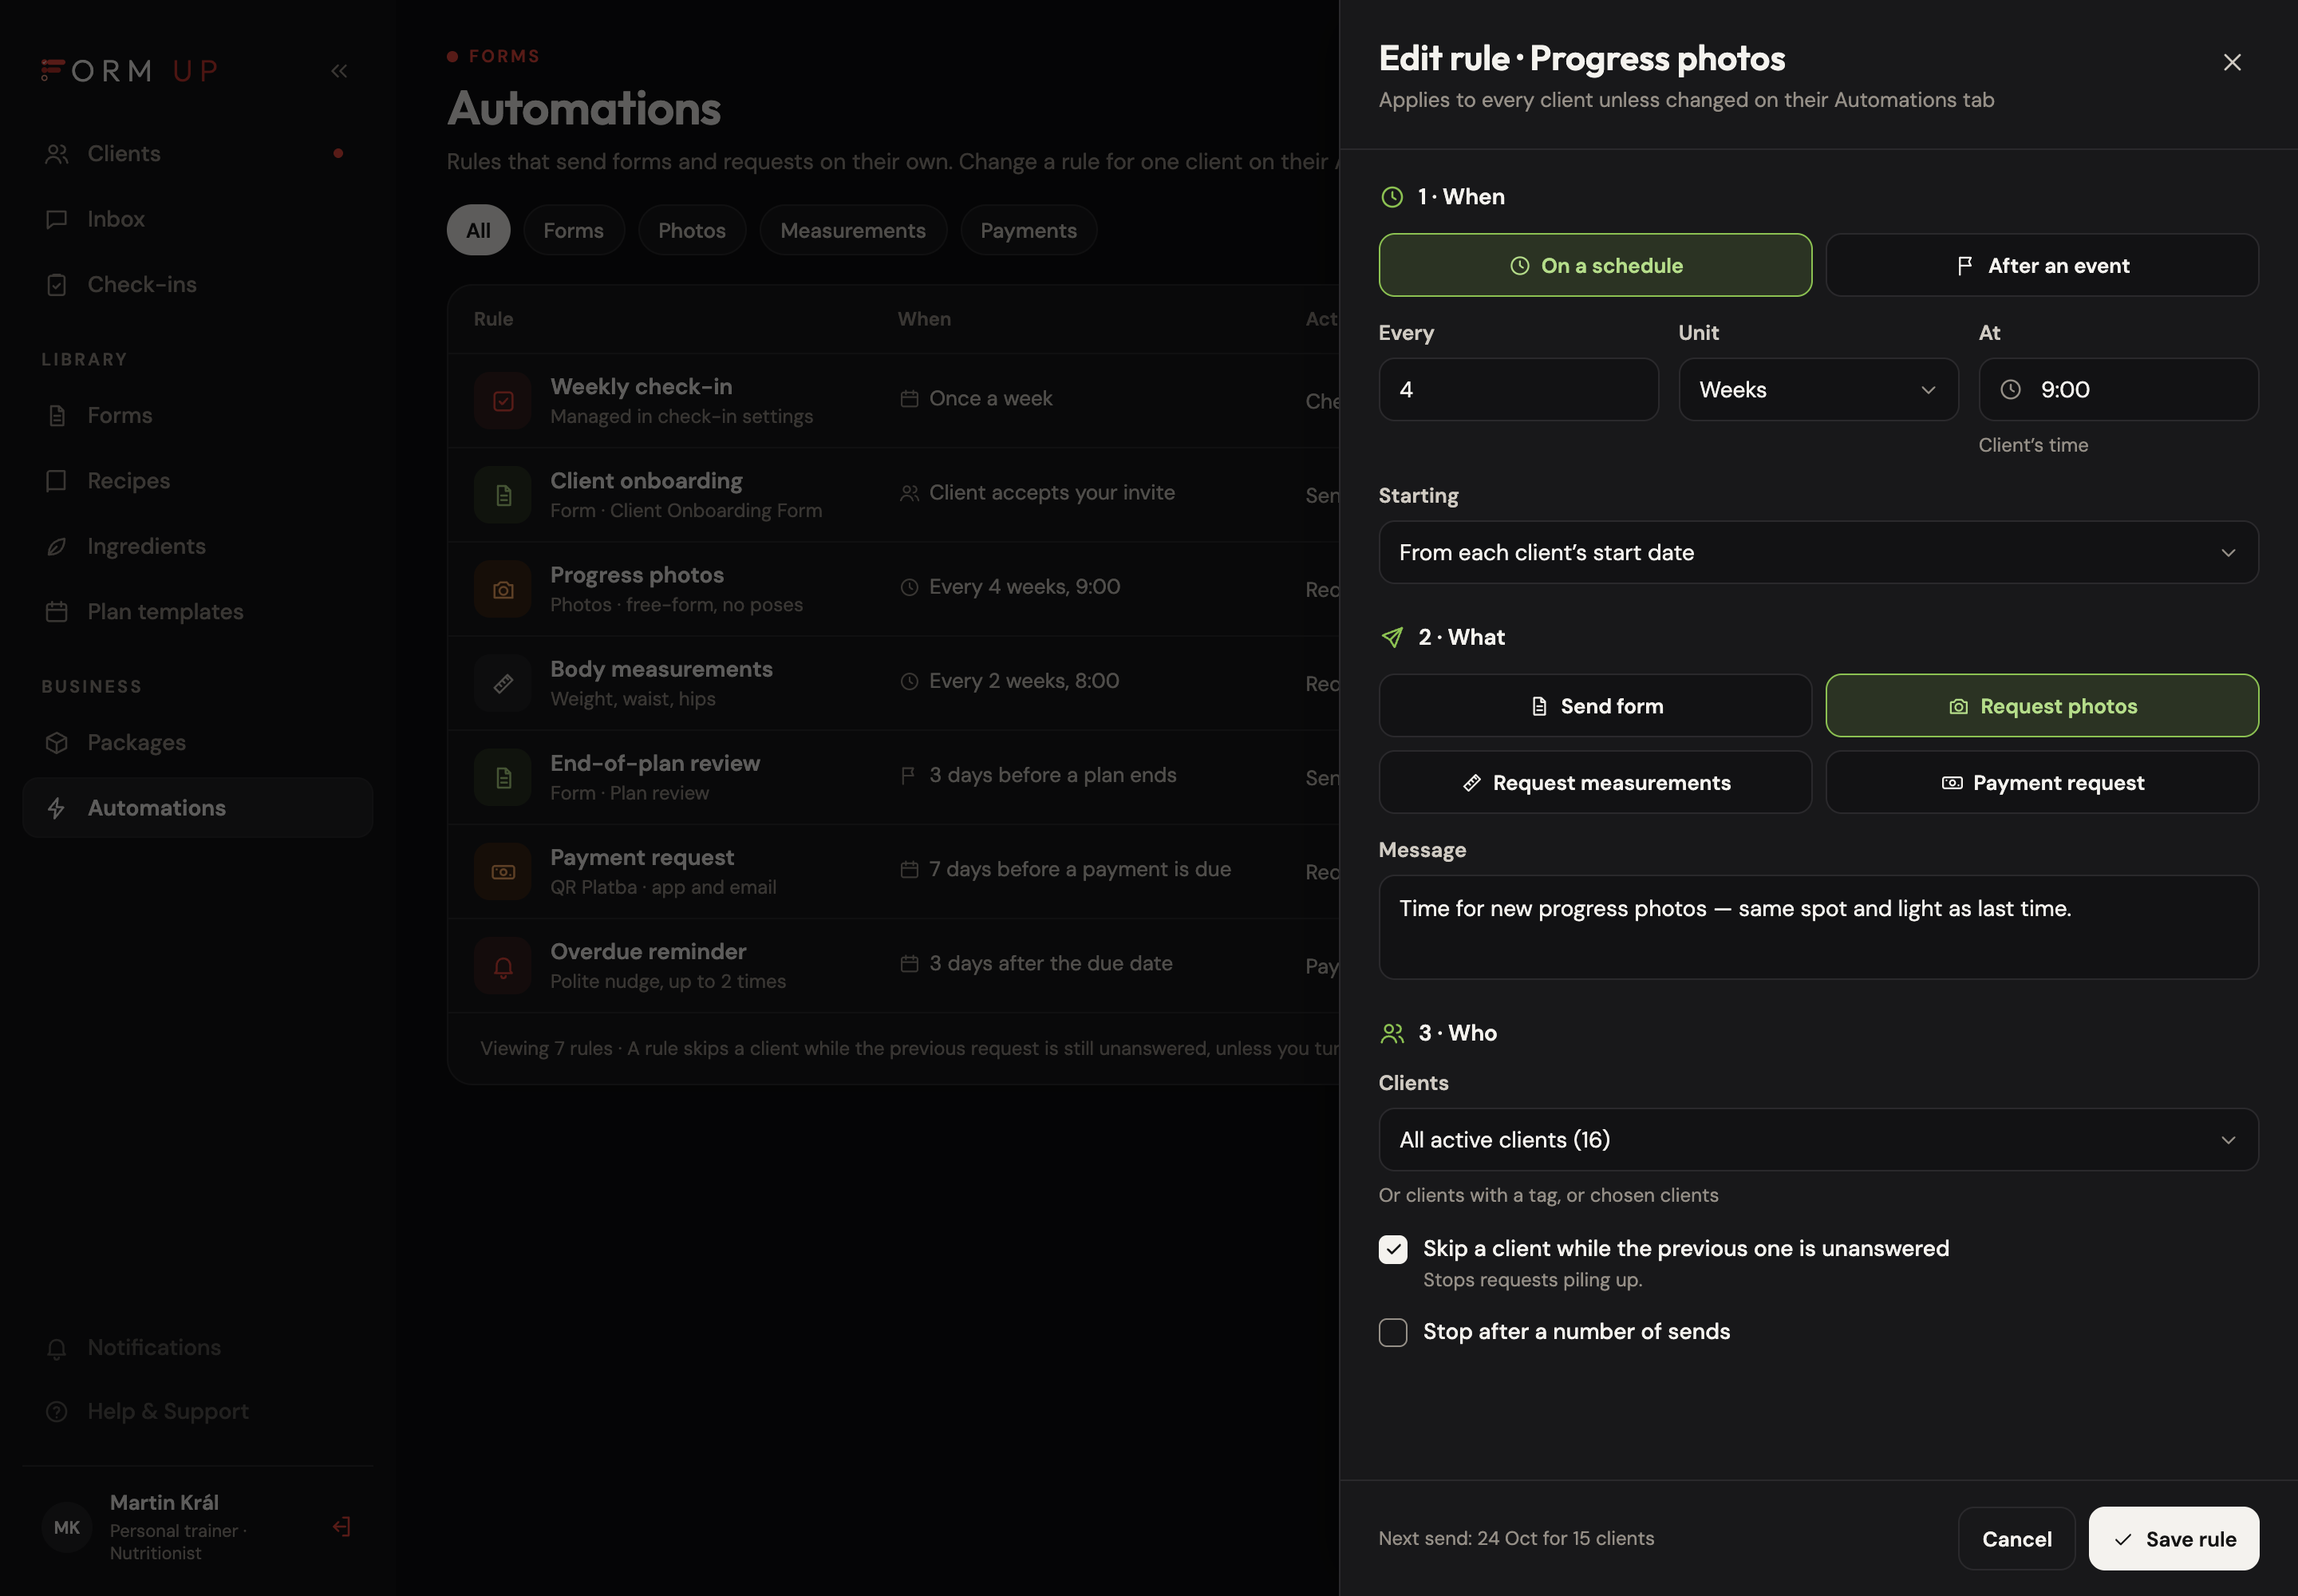 FORM UP
Clients
Inbox
Check-ins
LIBRARY
Forms
Recipes
Ingredients
Plan templates
BUSINESS
Packages
Automations
Notifications
Help & Support
MK
Martin Král
Personal trainer ·
Nutritionist
FORMS
Automations
Rules that send forms and requests on their own. Change a rule for one client on their
All
Forms
Photos
Measurements
Payments
Rule
When
Act
Weekly check-in
Managed in check-in settings
Once a week
Che
Client onboarding
Form · Client Onboarding Form
Client accepts your invite
Sen
Progress photos
Photos · free-form, no poses
Every 4 weeks, 9:00
Rec
Body measurements
Weight, waist, hips
Every 2 weeks, 8:00
Rec
End-of-plan review
Form · Plan review
3 days before a plan ends
Sen
Payment request
QR Platba · app and email
7 days before a payment is due
Rec
Overdue reminder
Polite nudge, up to 2 times
3 days after the due date
Pay
Viewing 7 rules · A rule skips a client while the previous request is still unanswered, unless you tur
Edit rule · Progress photos
Applies to every client unless changed on their Automations tab
1 · When
On a schedule
After an event
Every
Unit
At
4
Weeks
9:00
Client’s time
Starting
From each client’s start date
2 · What
Send form
Request photos
Request measurements
Payment request
Message
Time for new progress photos — same spot and light as last time.
3 · Who
Clients
All active clients (16)
Or clients with a tag, or chosen clients
Skip a client while the previous one is unanswered
Stops requests piling up.
Stop after a number of sends
Next send: 24 Oct for 15 clients
Cancel
Save rule